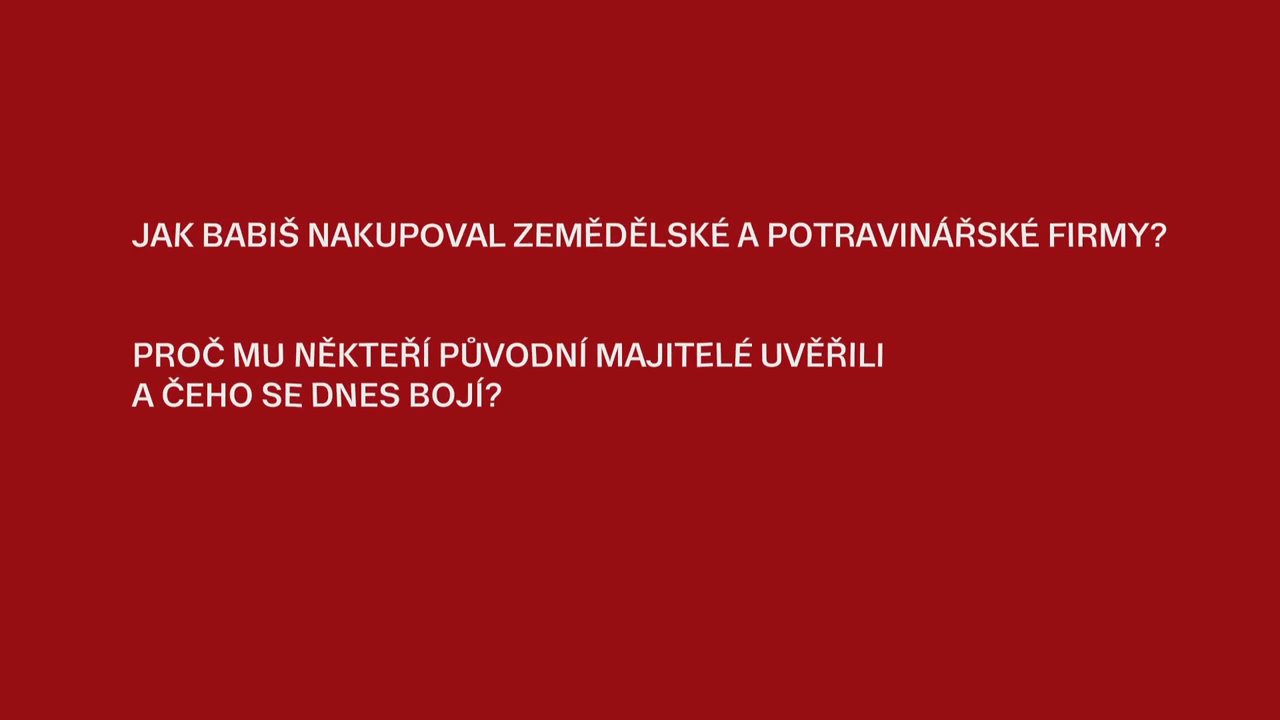 JAK BABIŠ NAKUPOVAL ZEMĚDĚLSKÉ A POTRAVINÁŘSKÉ FIRMY?
PROČ MU NĚKTEŘÍ PŮVODNÍ MAJITELÉ UVĚŘILI
A ČEHO SE DNES BOJÍ?